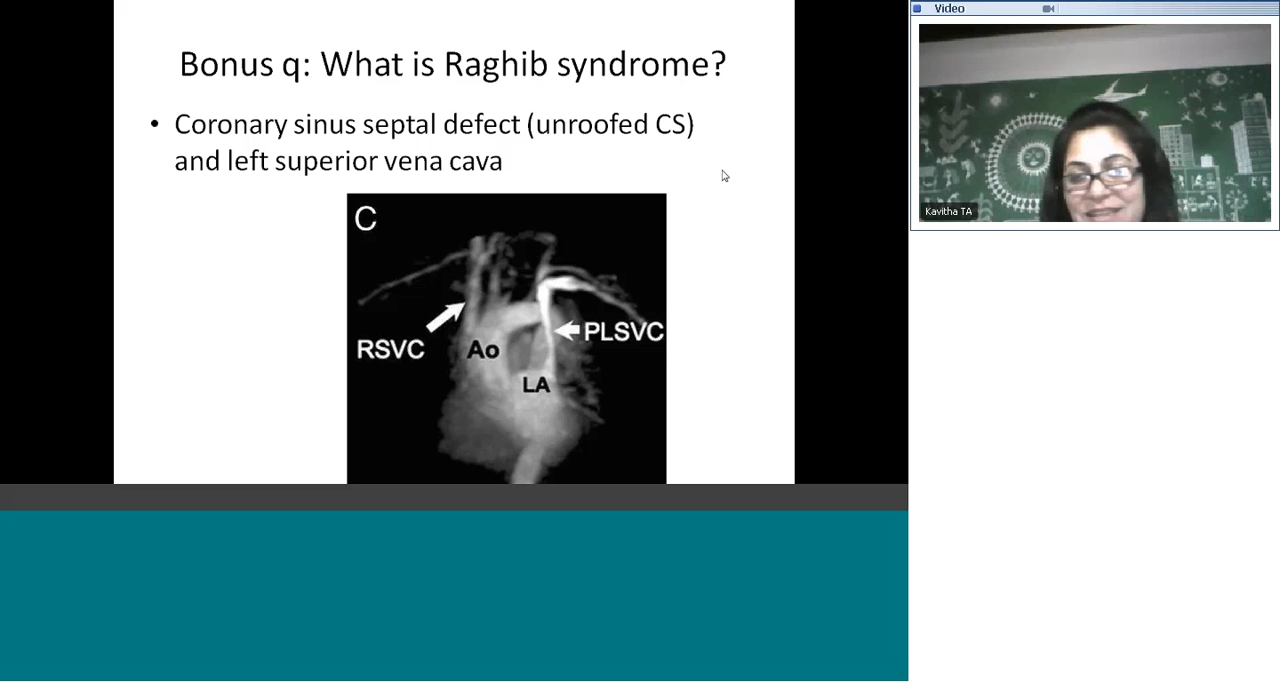 Bonus q: What is Raghib syndrome?
• Coronary sinus septal defect (unroofed CS)
and left superior vena cava
C
RSVC
Ao
PLSVC
LA
Video
Kavitha TA